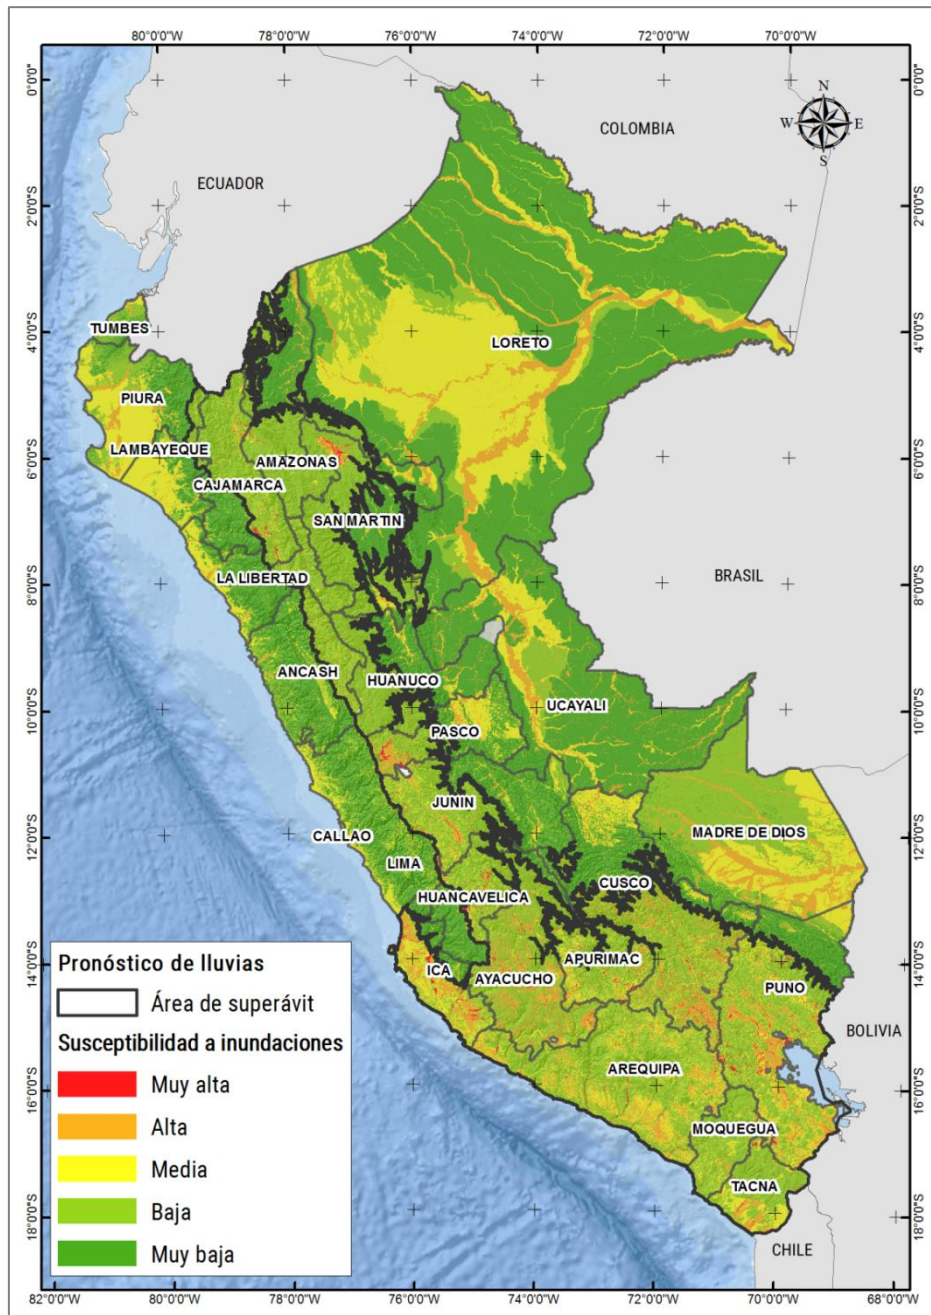 80°0'0"W 78°0'0"W 76°0'0"W 74°0'0"W 72°0'0"W 70°0'0"W
0°0'0"
2°0'0"S
4°0'0"S
6°0'0"S
8°0'0"S
10°0'0"S
12°0'0"S
14°0'0"S
16°0'0"S
18°0'0"S
N
W E
S
COLOMBIA
ECUADOR
TUMBES
LORETO
PIURA
LAMBAYEQUE
AMAZONAS
CAJAMARCA
SAN MARTIN
BRASIL
LA LIBERTAD
ANCASH
HUANUCO
UCAYALI
PASCO
JUNIN
CALLAO
MADRE DE DIOS
LIMA
CUSCO
HUANCAVELICA
APURIMAC
ICA
AYACUCHO
PUNO
BOLIVIA
AREQUIPA
MOQUEGUA
TACNA
CHILE
Pronóstico de lluvias
Área de superávit
Susceptibilidad a inundaciones
Muy alta
Alta
Media
Baja
Muy baja
82°0'0"W 80°0'0"W 78°0'0"W 76°0'0"W 74°0'0"W 72°0'0"W 70°0'0"W 68°0'0"W